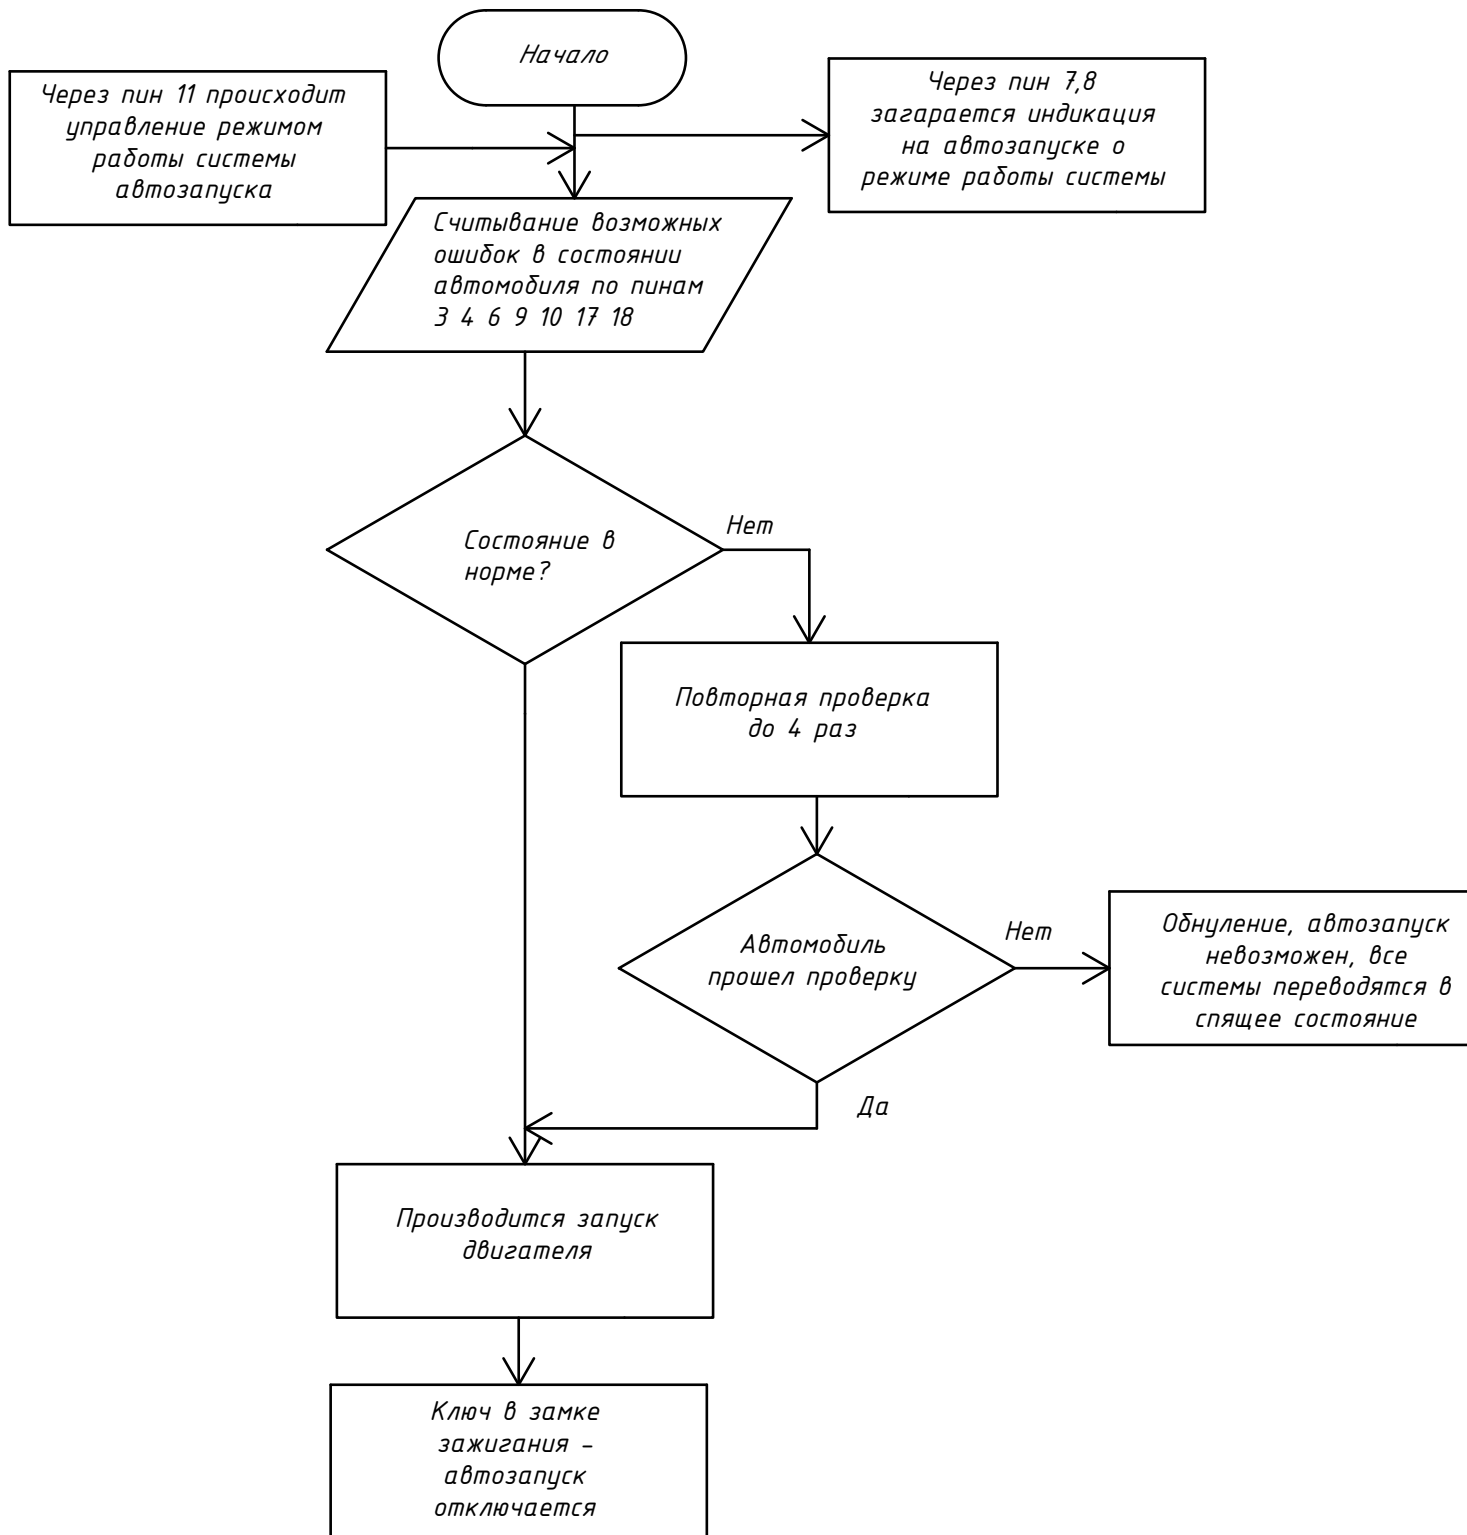 Начало
Через пин 11 происходит
управление режимом
работы системы
автозапуска
Через пин 7,8
загарается индикация
на автозапуске о
режиме работы системы
Считывание возможных
ошибок в состоянии
автомобиля по пинам
3 4 6 9 10 17 18
Состояние в
норме?
Нет
Повторная проверка
до 4 раз
Автомобиль
прошел проверку
Нет
Обнуление, автозапуск
невозможен, все
системы переводятся в
спящее состояние
Да
Производится запуск
двигателя
Ключ в замке
зажигания -
автозапуск
отключается